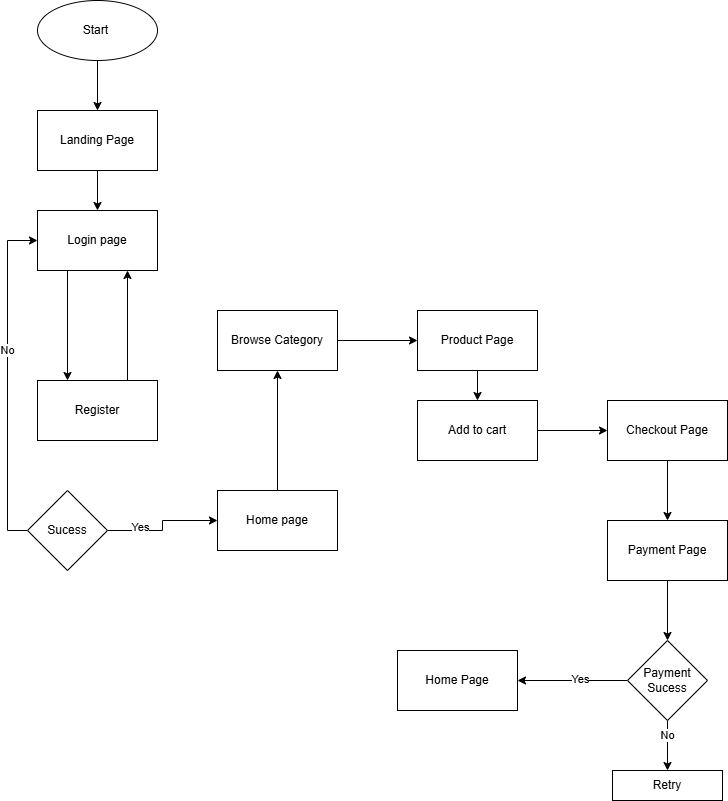 Start
Landing Page
Login page
No
Register
Sucess
Yes
Home page
Browse Category
Product Page
Add to cart
Checkout Page
Payment Page
Payment
Sucess
Yes
Home Page
No
Retry